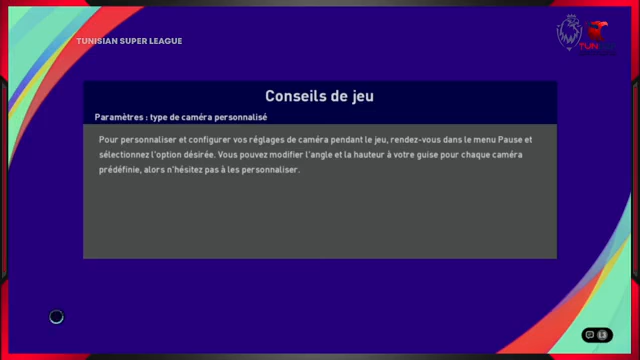 TUNISIAN SUPER LEAGUE
Conseils de jeu
Paramètres : type de caméra personnalisé
Pour personnaliser et configurer vos réglages de caméra pendant le jeu, rendez-vous dans le menu Pause et
sélectionnez l'option désirée. Vous pouvez modifier l'angle et la hauteur à votre guise pour chaque caméra
prédéfinie, alors n'hésitez pas à les personnaliser.